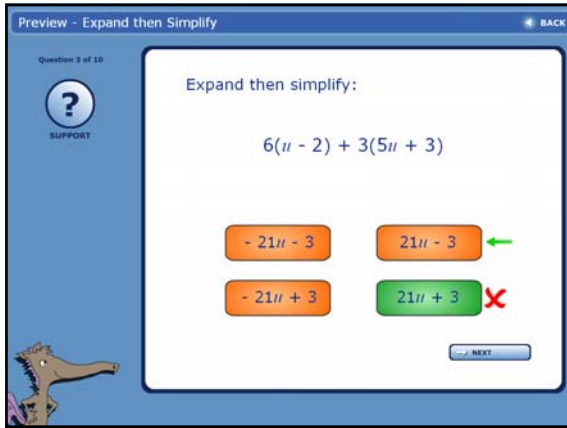 Preview - Expand then Simplify
BACK
Question 3 of 10
?
SUPPORT
Expand then simplify:
6(u - 2) + 3(5u + 3)
- 21u - 3
21u - 3
- 21u + 3
21u + 3
NEXT